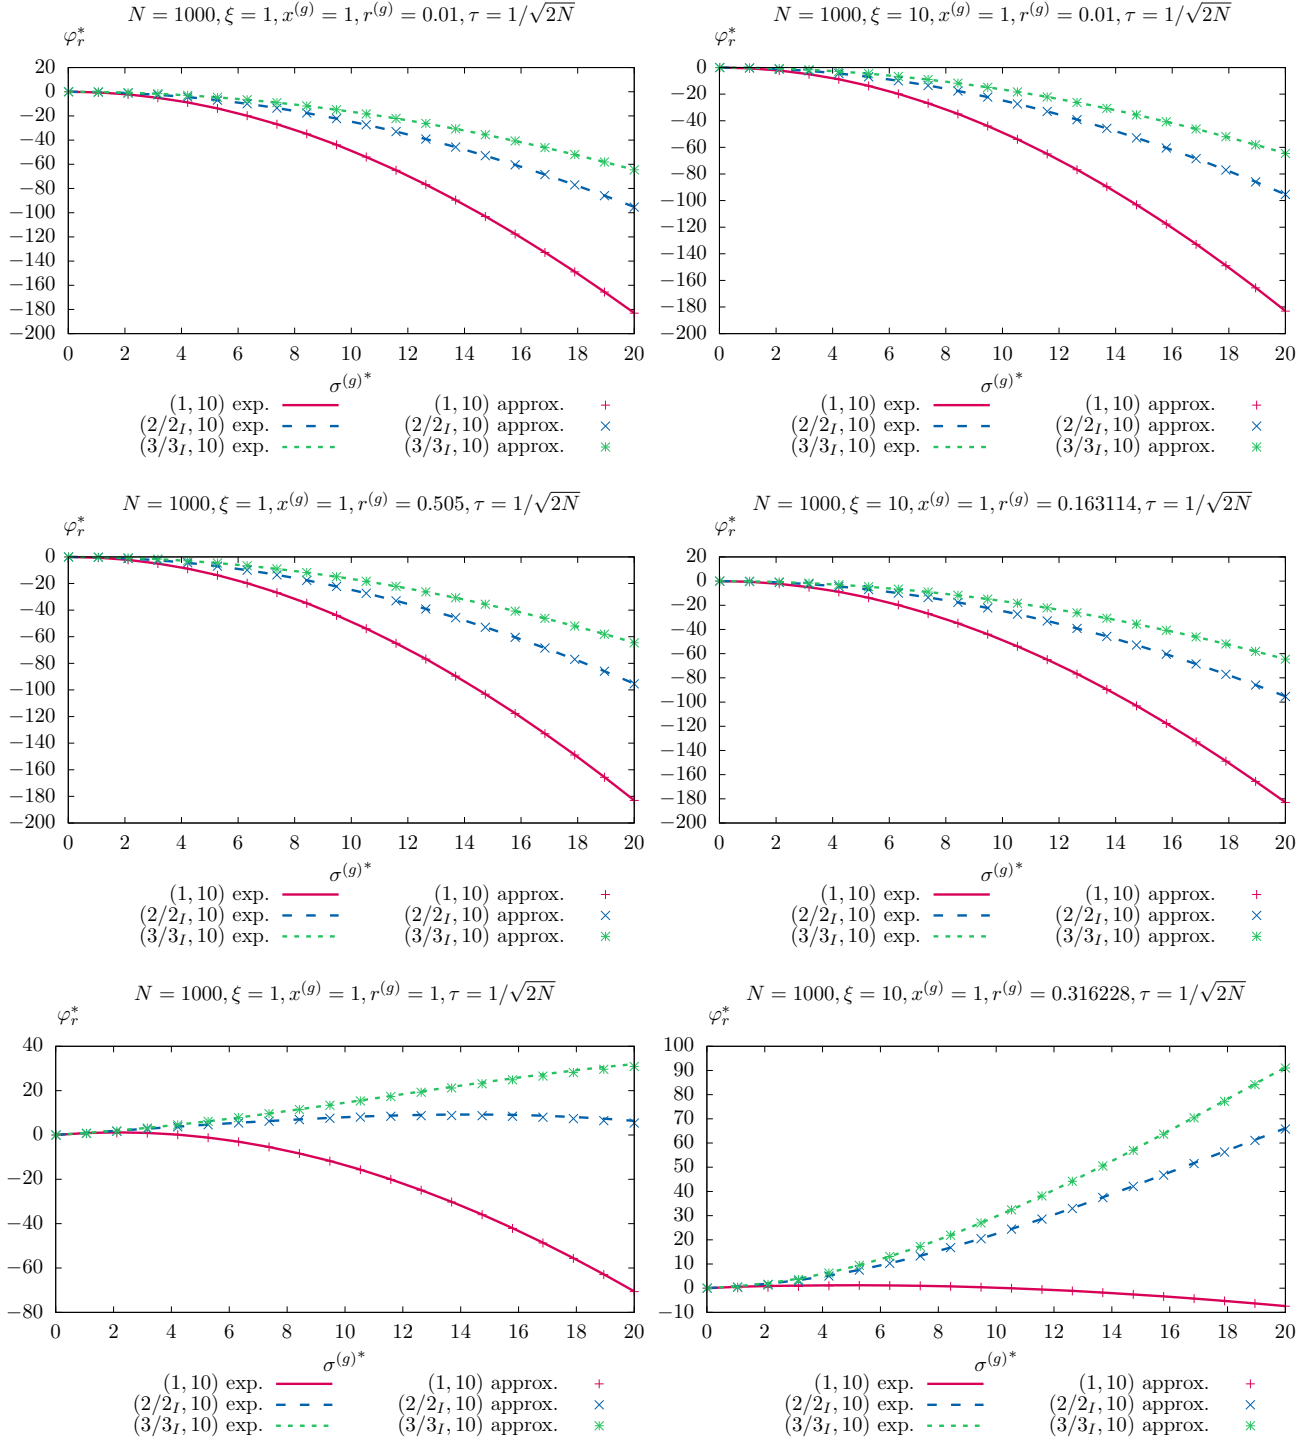 N = 1000, ξ = 1, x^(g) = 1, r^(g) = 0.01, τ = 1/√2N
φ_r^*
20
0
−20
−40
−60
−80
−100
−120
−140
−160
−180
−200
0 2 4 6 8 10 12 14 16 18 20
σ^(g)*
(1, 10) exp. (1, 10) approx.
(2/2_I, 10) exp. (2/2_I, 10) approx.
(3/3_I, 10) exp. (3/3_I, 10) approx.
N = 1000, ξ = 10, x^(g) = 1, r^(g) = 0.01, τ = 1/√2N
φ_r^*
0
−20
−40
−60
−80
−100
−120
−140
−160
−180
−200
0 2 4 6 8 10 12 14 16 18 20
σ^(g)*
(1, 10) exp. (1, 10) approx.
(2/2_I, 10) exp. (2/2_I, 10) approx.
(3/3_I, 10) exp. (3/3_I, 10) approx.
N = 1000, ξ = 1, x^(g) = 1, r^(g) = 0.505, τ = 1/√2N
φ_r^*
0
−20
−40
−60
−80
−100
−120
−140
−160
−180
−200
0 2 4 6 8 10 12 14 16 18 20
σ^(g)*
(1, 10) exp. (1, 10) approx.
(2/2_I, 10) exp. (2/2_I, 10) approx.
(3/3_I, 10) exp. (3/3_I, 10) approx.
N = 1000, ξ = 10, x^(g) = 1, r^(g) = 0.163114, τ = 1/√2N
φ_r^*
20
0
−20
−40
−60
−80
−100
−120
−140
−160
−180
−200
0 2 4 6 8 10 12 14 16 18 20
σ^(g)*
(1, 10) exp. (1, 10) approx.
(2/2_I, 10) exp. (2/2_I, 10) approx.
(3/3_I, 10) exp. (3/3_I, 10) approx.
N = 1000, ξ = 1, x^(g) = 1, r^(g) = 1, τ = 1/√2N
φ_r^*
40
20
0
−20
−40
−60
−80
0 2 4 6 8 10 12 14 16 18 20
σ^(g)*
(1, 10) exp. (1, 10) approx.
(2/2_I, 10) exp. (2/2_I, 10) approx.
(3/3_I, 10) exp. (3/3_I, 10) approx.
N = 1000, ξ = 10, x^(g) = 1, r^(g) = 0.316228, τ = 1/√2N
φ_r^*
100
90
80
70
60
50
40
30
20
10
0
−10
0 2 4 6 8 10 12 14 16 18 20
σ^(g)*
(1, 10) exp. (1, 10) approx.
(2/2_I, 10) exp. (2/2_I, 10) approx.
(3/3_I, 10) exp. (3/3_I, 10) approx.